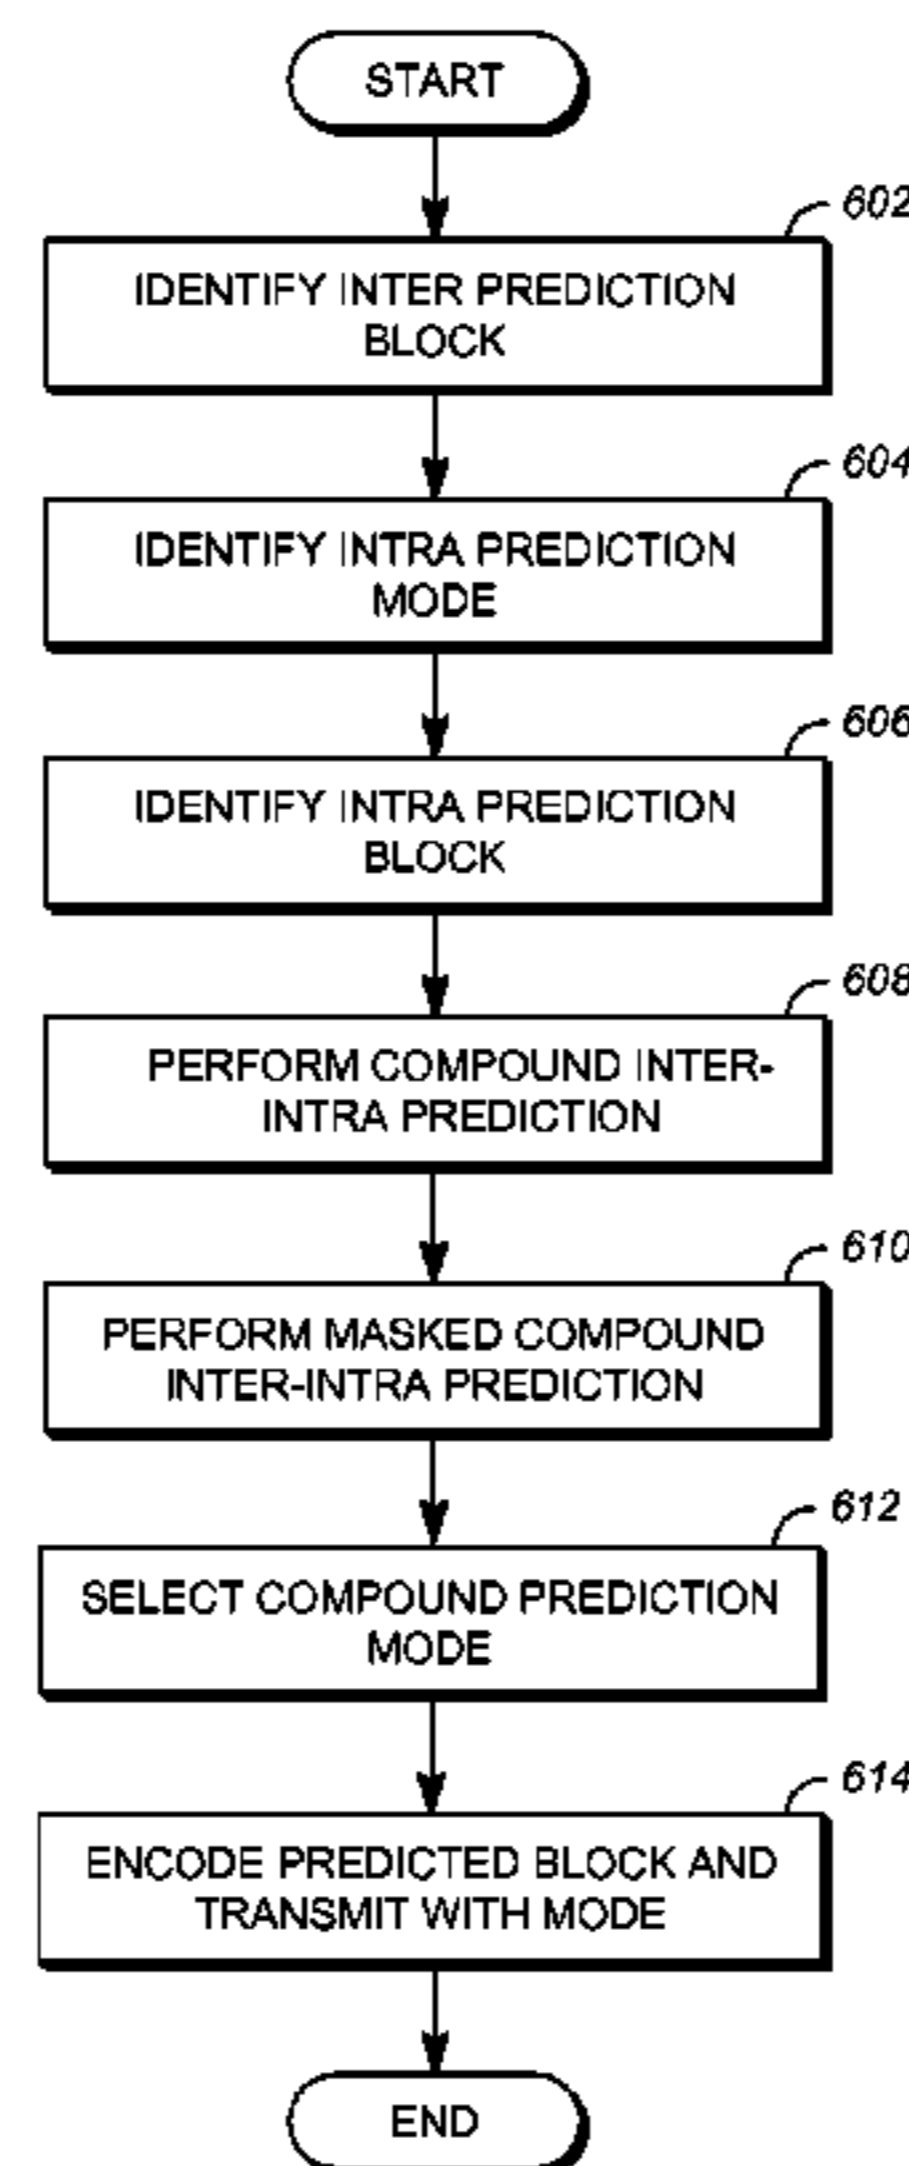 START
602
IDENTIFY INTER PREDICTION
BLOCK
604
IDENTIFY INTRA PREDICTION
MODE
606
IDENTIFY INTRA PREDICTION
BLOCK
608
PERFORM COMPOUND INTER-
INTRA PREDICTION
610
PERFORM MASKED COMPOUND
INTER-INTRA PREDICTION
612
SELECT COMPOUND PREDICTION
MODE
614
ENCODE PREDICTED BLOCK AND
TRANSMIT WITH MODE
END